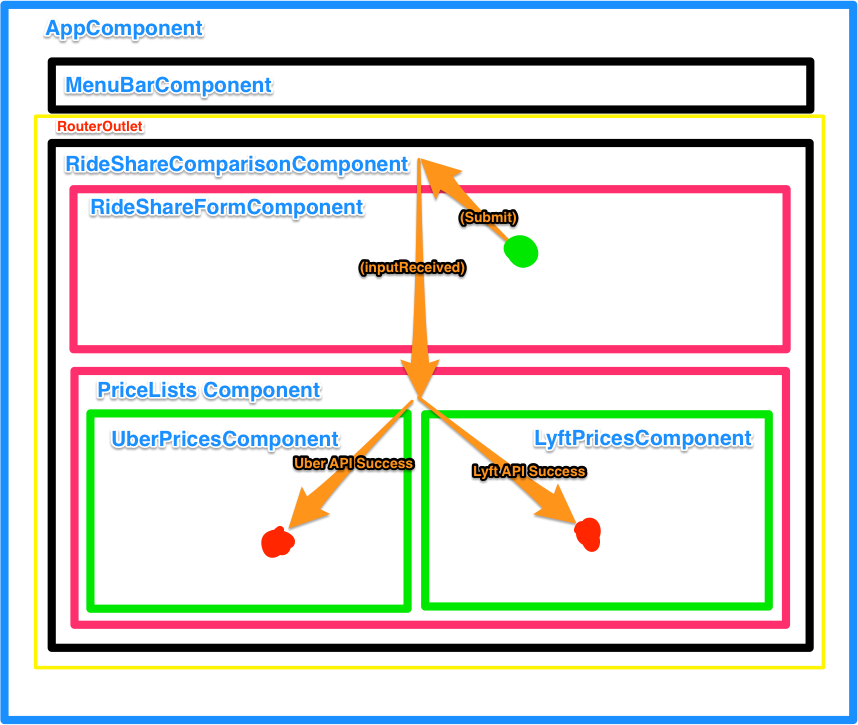 AppComponent
MenuBarComponent
RouterOutlet
RideShareComparisonComponent
RideShareFormComponent
(Submit)
(inputReceived)
PriceLists Component
UberPricesComponent
LyftPricesComponent
Uber API Success
Lyft API Success